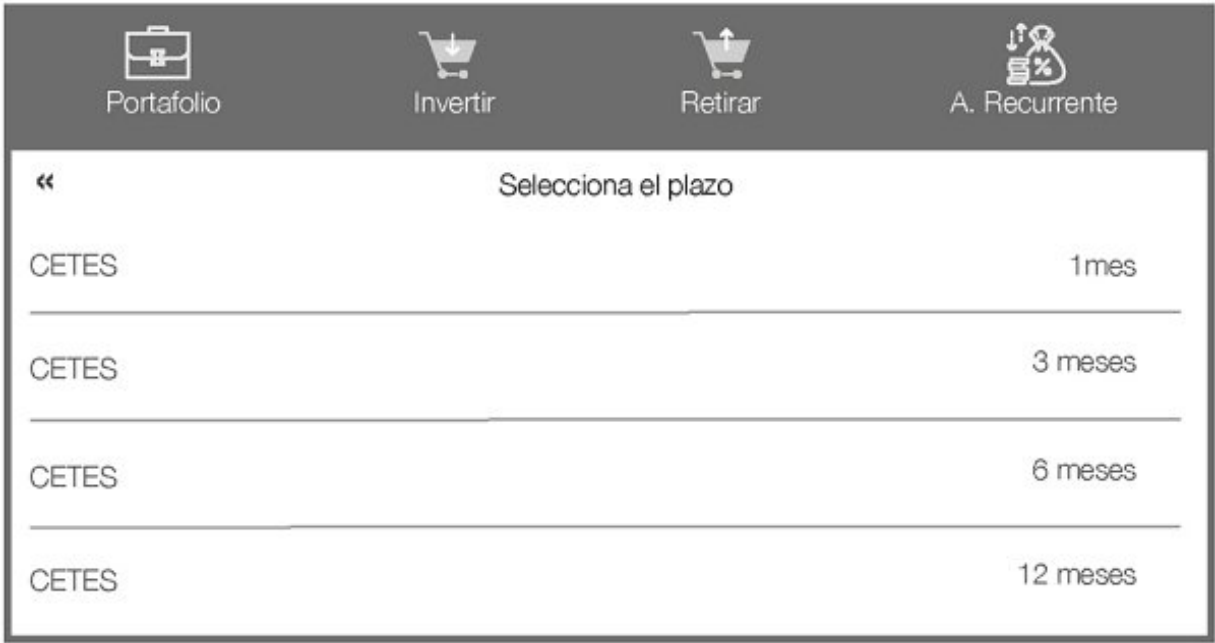 Portafolio Invertir Retirar A. Recurrente
« Selecciona el plazo
CETES 1mes
CETES 3 meses
CETES 6 meses
CETES 12 meses